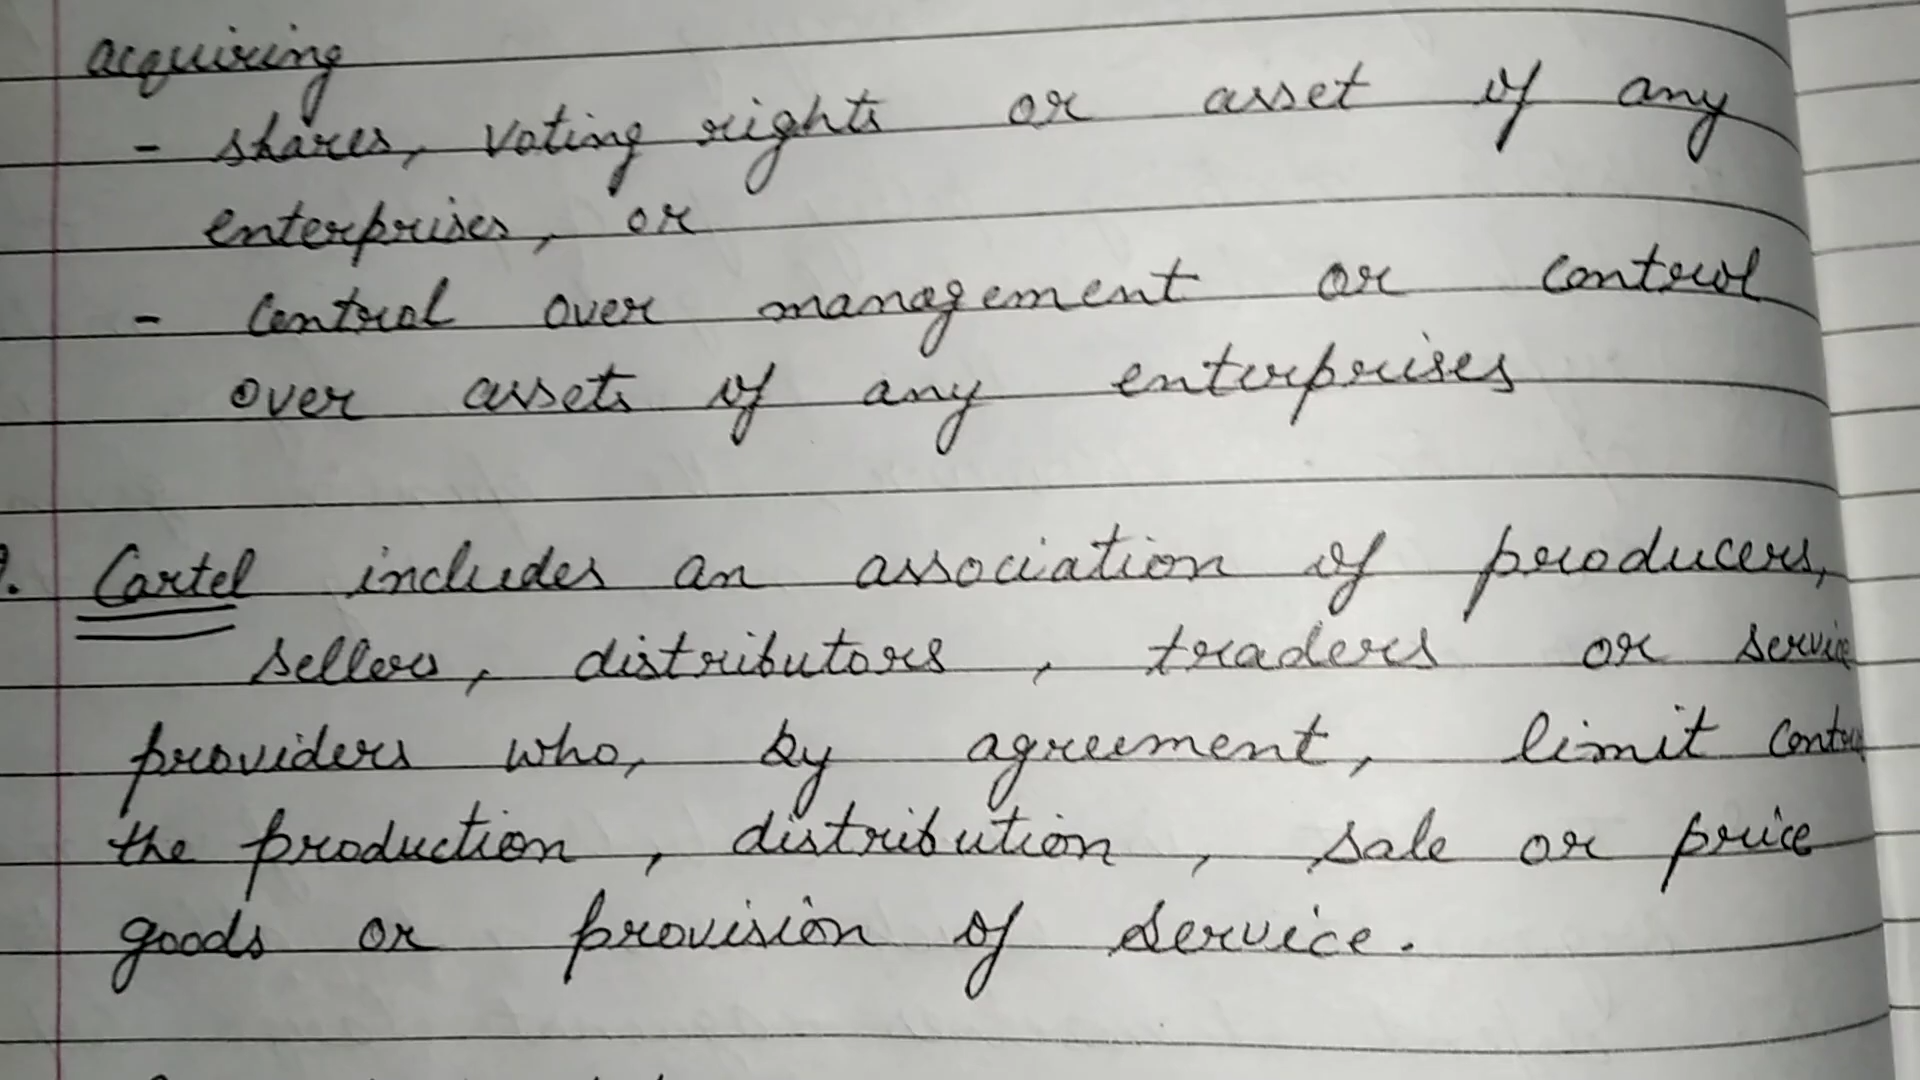 acquiring
- shares, voting rights or asset of any
enterprises, or
- Control over management or control
over assets of any enterprises
. Cartel includes an association of producers,
sellers, distributors, traders or service
providers who, by agreement, limit
the production, distribution, sale or price
goods or provision of service.